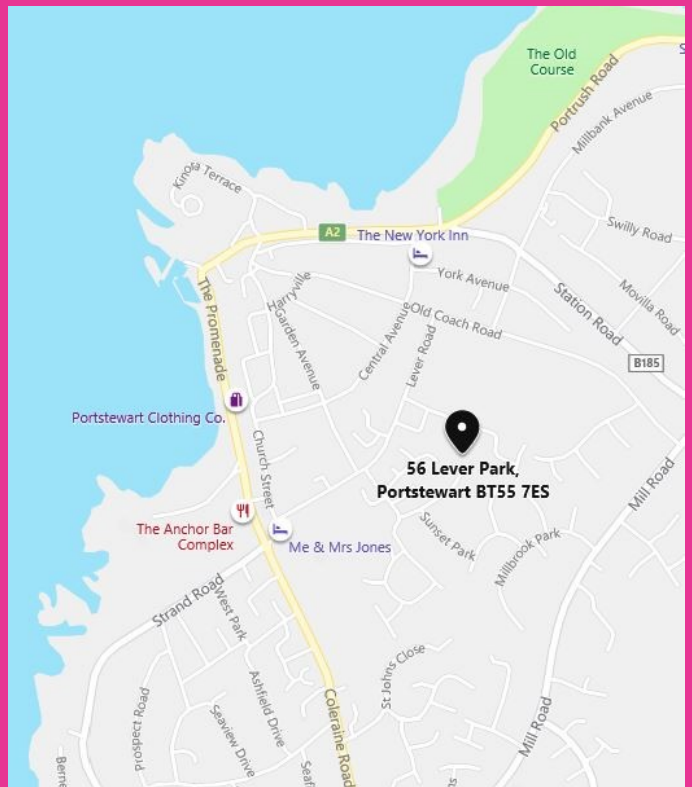 The Old
Course
Portrush Road
Millbank Avenue
Kinora Terrace
A2
The New York Inn
Swilly Road
York Avenue
Movilla Road
Station Road
The Promenade
Harryville
Garden Avenue
Central Avenue
Old Coach Road
Lever Road
B185
Portstewart Clothing Co.
Church Street
56 Lever Park,
Portstewart BT55 7ES
Mill Road
The Anchor Bar
Complex
Me & Mrs Jones
Sunset Park
Millbrook Park
Strand Road
West Park
St Johns Close
Ashfield Drive
Prospect Road
Seaview Drive
Coleraine Road
Mill Road